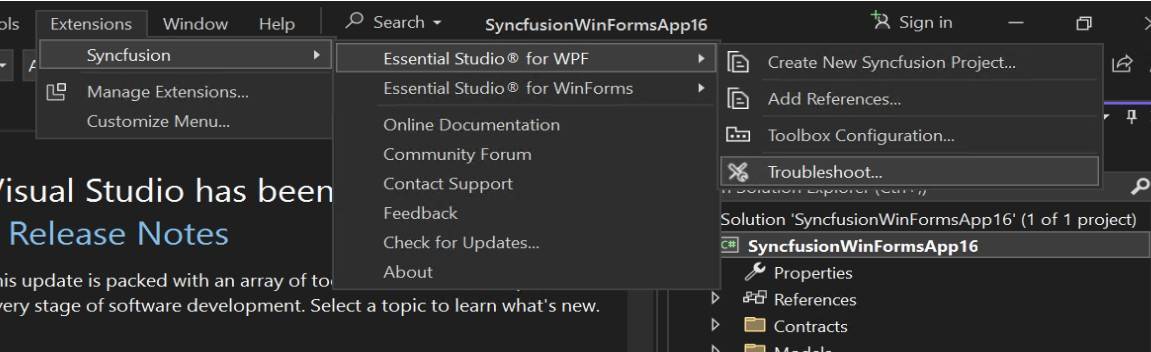 Extensions Window Help Search SyncfusionWinFormsApp16 Sign in
Syncfusion
Manage Extensions...
Customize Menu...
Essential Studio® for WPF
Essential Studio® for WinForms
Online Documentation
Community Forum
Contact Support
Feedback
Check for Updates...
About
Create New Syncfusion Project...
Add References...
Toolbox Configuration...
Troubleshoot...
Visual Studio has been
Release Notes
his update is packed with an array of
very stage of software development. Select a topic to learn what's new.
Solution 'SyncfusionWinFormsApp16' (1 of 1 project)
C# SyncfusionWinFormsApp16
Properties
References
Contracts